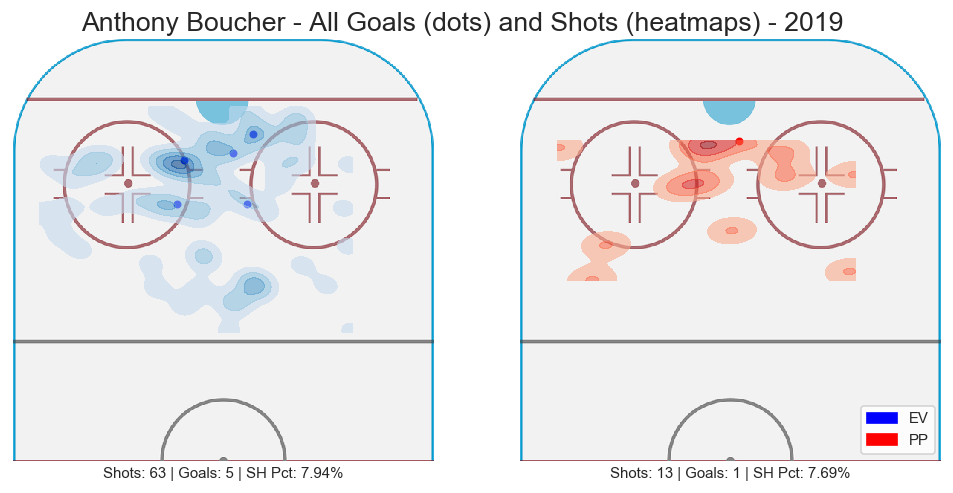 Anthony Boucher - All Goals (dots) and Shots (heatmaps) - 2019
EV
PP
Shots: 63 | Goals: 5 | SH Pct: 7.94%
Shots: 13 | Goals: 1 | SH Pct: 7.69%